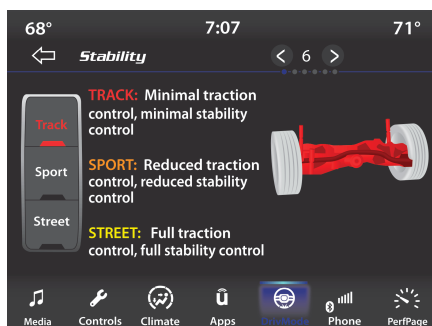 68° 7:07 71°
Stability < 6 >
TRACK: Minimal traction
control, minimal stability
control
Track
SPORT: Reduced traction
control, reduced stability
control
Sport
STREET: Full traction
control, full stability control
Street
Media Controls Climate Apps Phone PerfPage